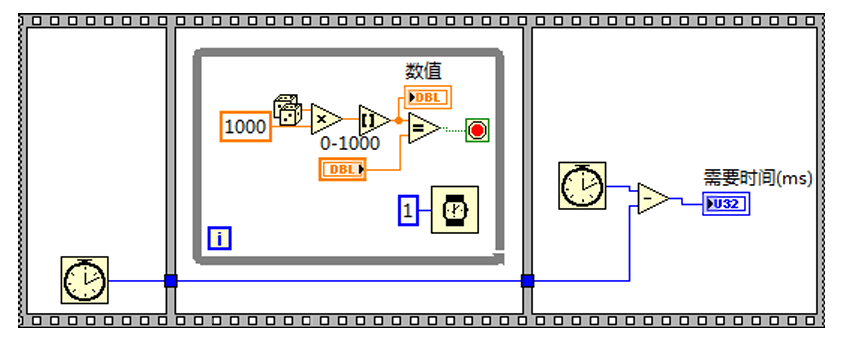 数值
DBL
1000
×
[]
=
0-1000
DBL
1
i
需要时间(ms)
-
U32